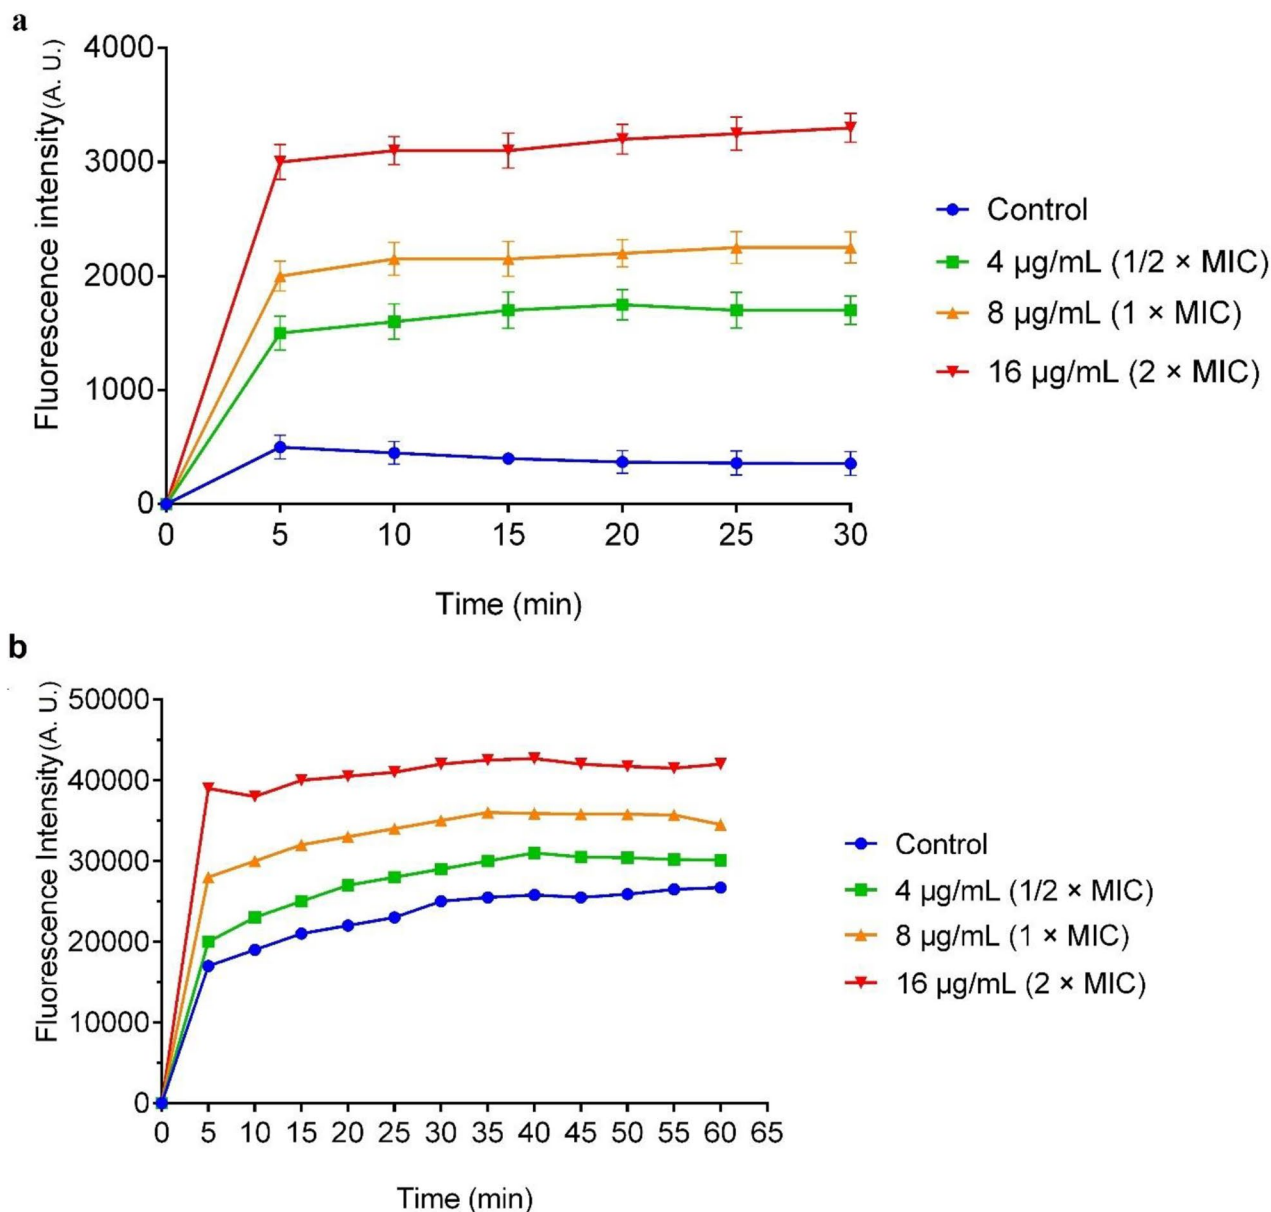 a
Fluorescence intensity(A. U.)
4000
3000
2000
1000
0
0 5 10 15 20 25 30
Time (min)
Control
4 µg/mL (1/2 × MIC)
8 µg/mL (1 × MIC)
16 µg/mL (2 × MIC)
b
Fluorescence Intensity(A. U.)
50000
40000
30000
20000
10000
0
0 5 10 15 20 25 30 35 40 45 50 55 60 65
Time (min)
Control
4 µg/mL (1/2 × MIC)
8 µg/mL (1 × MIC)
16 µg/mL (2 × MIC)